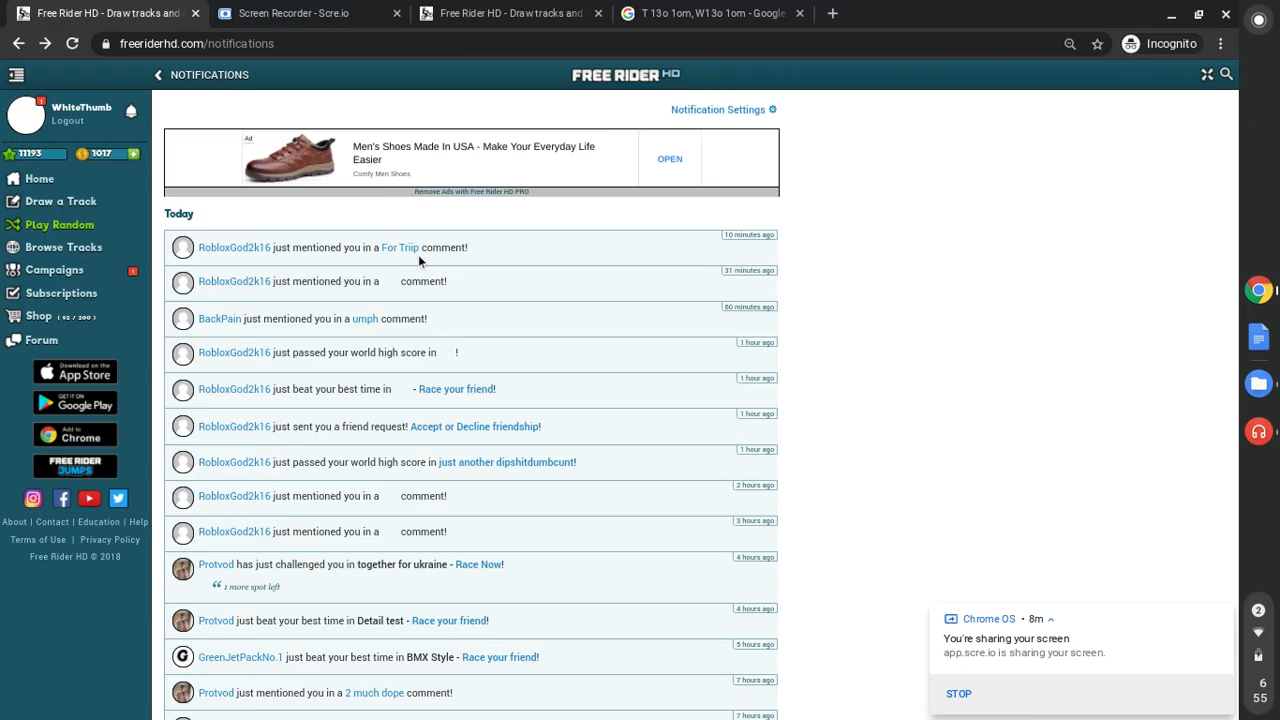 Screen Recorder - Scre.io
Free Rider HD - Draw tracks and
Free Rider HD - Draw tracks and
T 13o 1o, 10m 1o - Google
freeriderhd.com/notifications
Incognito
NOTIFICATIONS
FREE RIDER HD
WhiteThumb
Logout
11193
1017
Home
Draw a Track
Play Random
Browse Tracks
Campaigns
1
Subscriptions
Shop ( 92 / 200 )
Forum
Download on the
App Store
GET IT ON
Google Play
Add to
Chrome
FREE RIDER
JUMPS
About | Contact | Education | Help
Terms of Use | Privacy Policy
Free Rider HD © 2018
Notification Settings
Ad
Men's Shoes Made In USA - Make Your Everyday Life
Easier
Comfy Men Shoes
OPEN
Remove Ads with Free Rider HD PRO
Today
10 minutes ago
RobloxGod2k16 just mentioned you in a For Triip comment!
31 minutes ago
RobloxGod2k16 just mentioned you in a comment!
60 minutes ago
BackPain just mentioned you in a umph comment!
1 hour ago
RobloxGod2k16 just passed your world high score in !
1 hour ago
RobloxGod2k16 just beat your best time in - Race your friend!
1 hour ago
RobloxGod2k16 just sent you a friend request! Accept or Decline friendship!
1 hour ago
RobloxGod2k16 just passed your world high score in just another dipshitdumbcunt!
2 hours ago
RobloxGod2k16 just mentioned you in a comment!
3 hours ago
RobloxGod2k16 just mentioned you in a comment!
4 hours ago
Protvod has just challenged you in together for ukraine - Race Now!
“ 1 more spot left
4 hours ago
Protvod just beat your best time in Detail test - Race your friend!
5 hours ago
GreenJetPackNo.1 just beat your best time in BMX Style - Race your friend!
7 hours ago
Protvod just mentioned you in a 2 much dope comment!
7 hours ago
Chrome OS • 8m
You're sharing your screen
app.scre.io is sharing your screen.
STOP
2
6
55